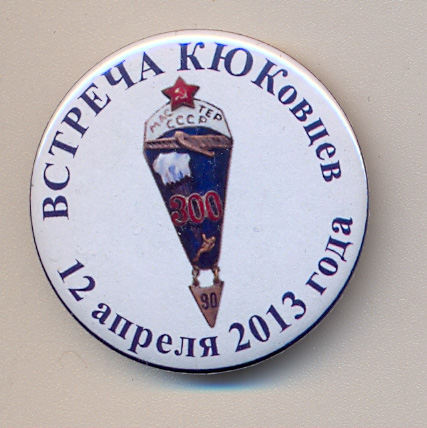 ВСТРЕЧА КЮКовцев
МАСТЕР
СССР
300
90
12 апреля 2013 года